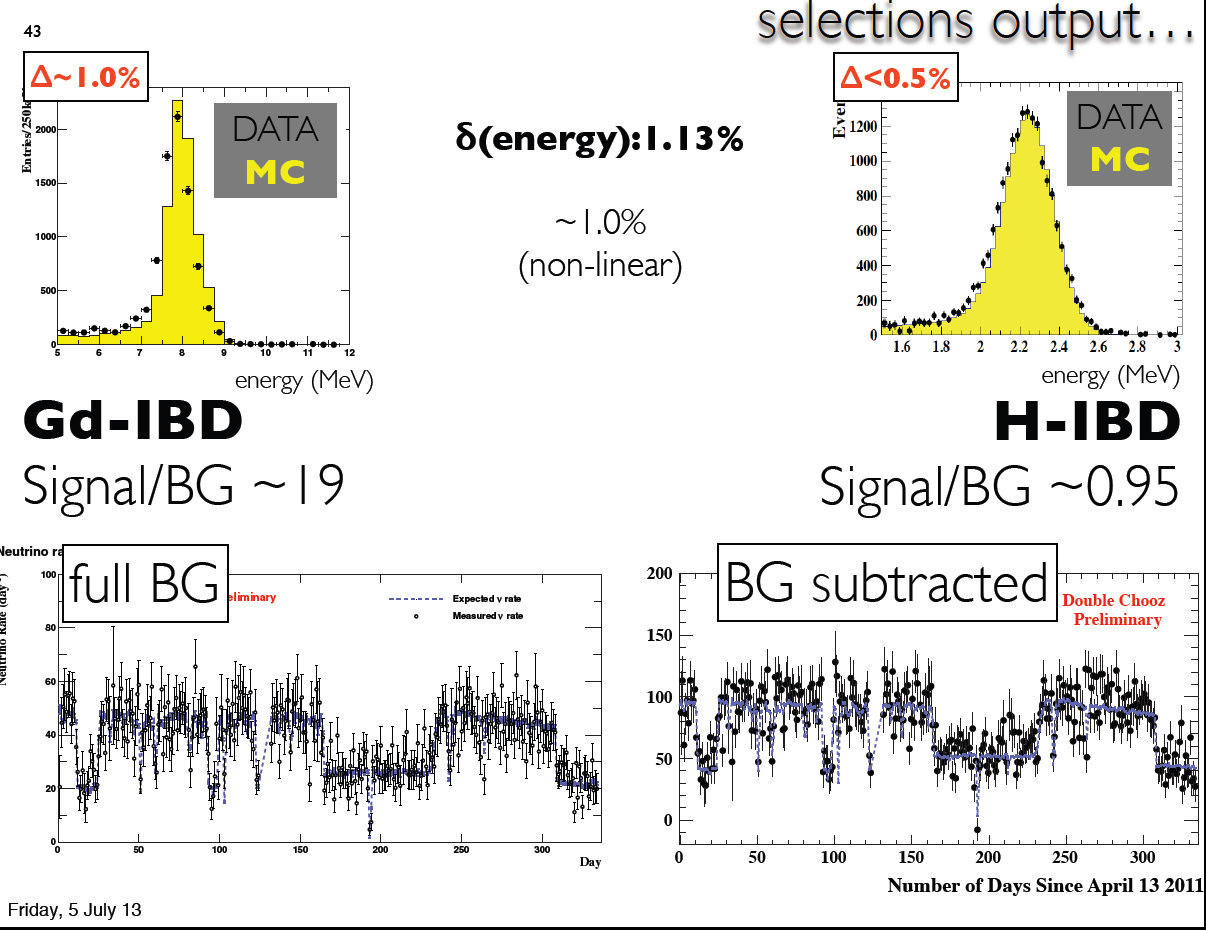 43
selections output...
Δ~1.0%
Entries/250k
2000
1500
1000
500
0
5 6 7 8 9 10 11 12
DATA
MC
energy (MeV)
δ(energy):1.13%
~1.0%
(non-linear)
Δ<0.5%
1200
1000
800
600
400
200
0
1.6 1.8 2 2.2 2.4 2.6 2.8 3
DATA
MC
energy (MeV)
Gd-IBD
Signal/BG ~19
H-IBD
Signal/BG ~0.95
Neutrino
full BG
Neutrino Rate (day⁻¹)
Expected ν rate
Measured ν rate
100
80
60
40
20
0
0 50 100 150 200 250 300
Day
BG subtracted
Double Chooz
Preliminary
200
150
100
50
0
0 50 100 150 200 250 300
Number of Days Since April 13 2011
Friday, 5 July 13